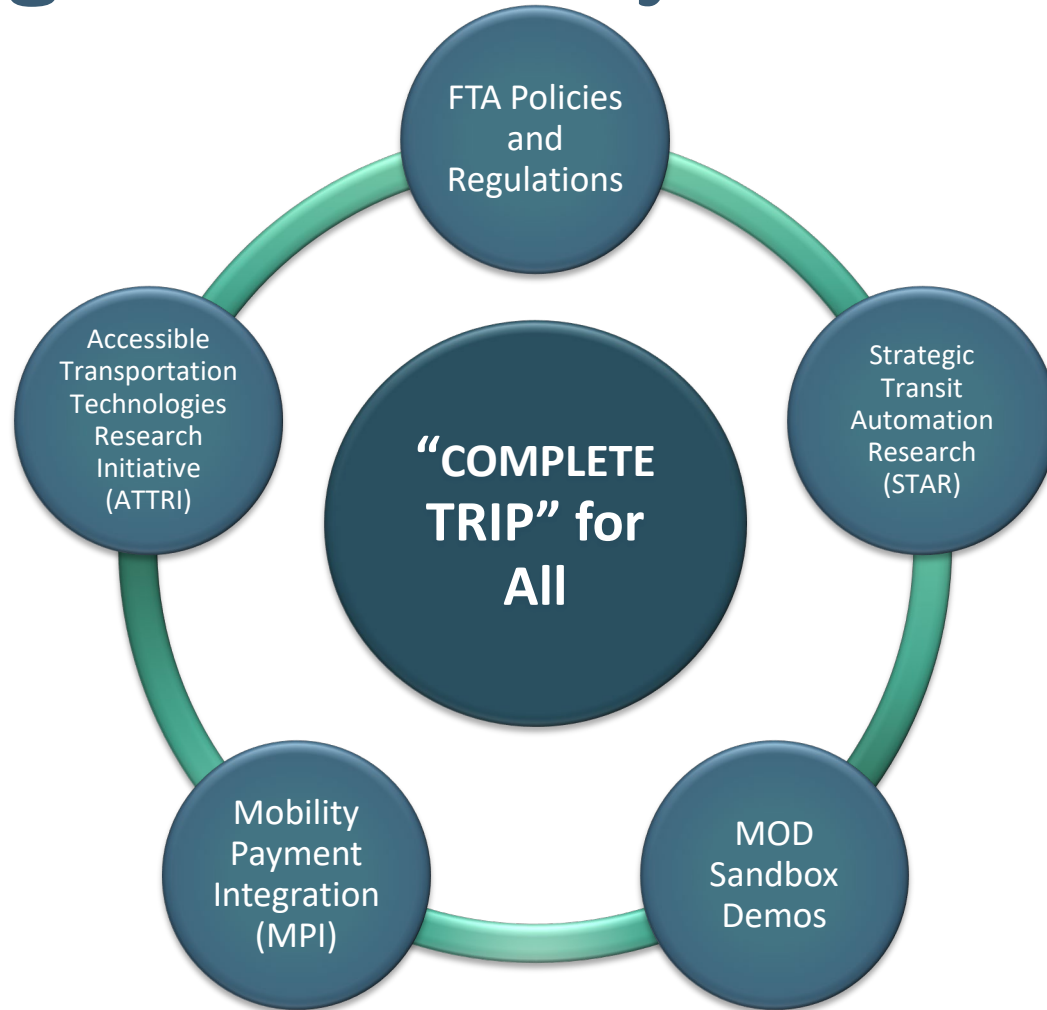 FTA Policies
and
Regulations
Strategic
Transit
Automation
Research
(STAR)
MOD
Sandbox
Demos
Mobility
Payment
Integration
(MPI)
Accessible
Transportation
Technologies
Research
Initiative
(ATTRI)
“COMPLETE
TRIP” for
All